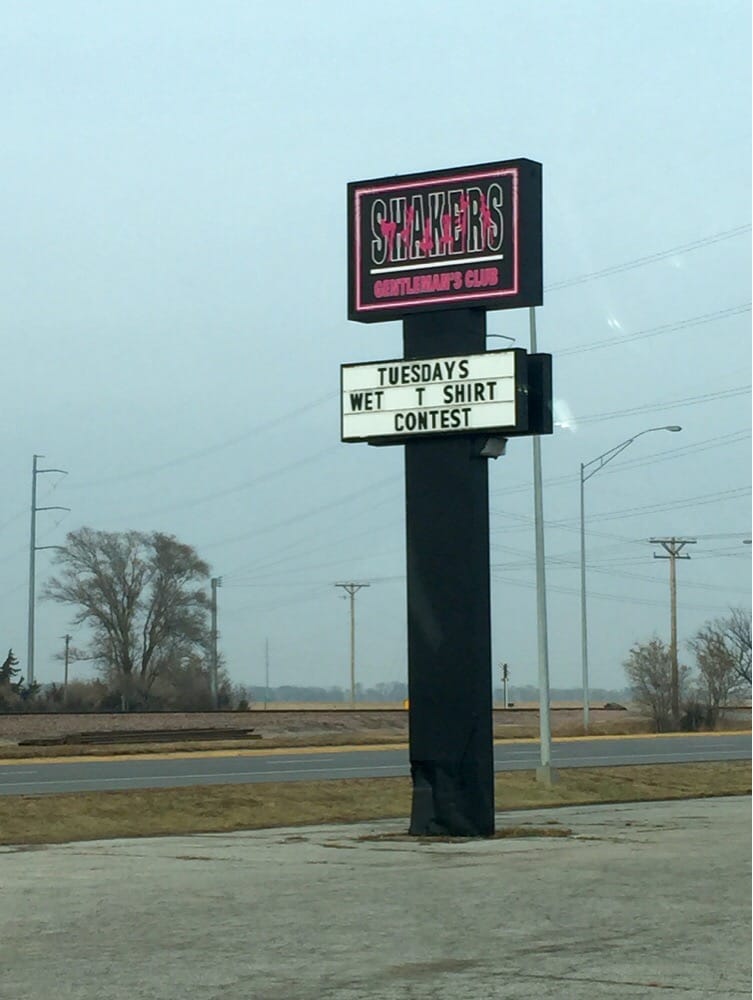 SHAKERS
GENTLEMAN'S CLUB
TUESDAYS
WET T SHIRT
CONTEST